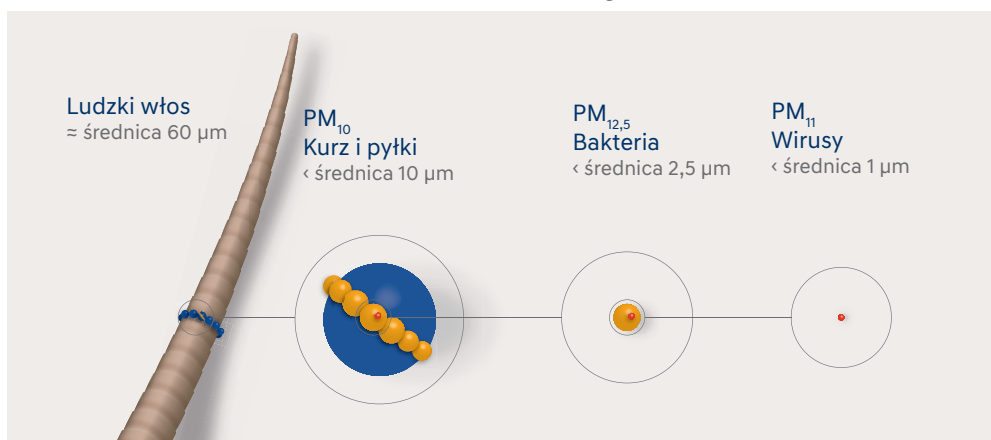 Ludzki włos
≈ średnica 60 µm
PM10
Kurz i pyłki
‹ średnica 10 µm
PM12,5
Bakteria
‹ średnica 2,5 µm
PM11
Wirusy
‹ średnica 1 µm